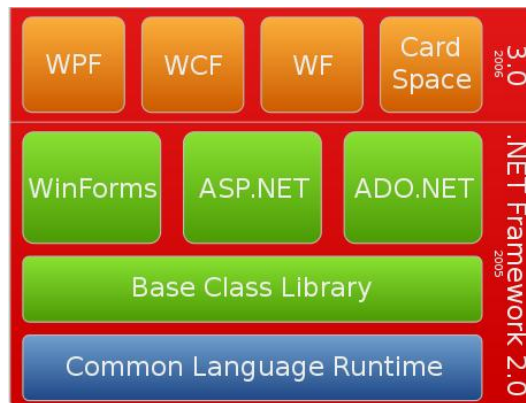 WPF
WCF
WF
Card
Space
3.0
2006
WinForms
ASP.NET
ADO.NET
.NET Framework 2.0
2005
Base Class Library
Common Language Runtime